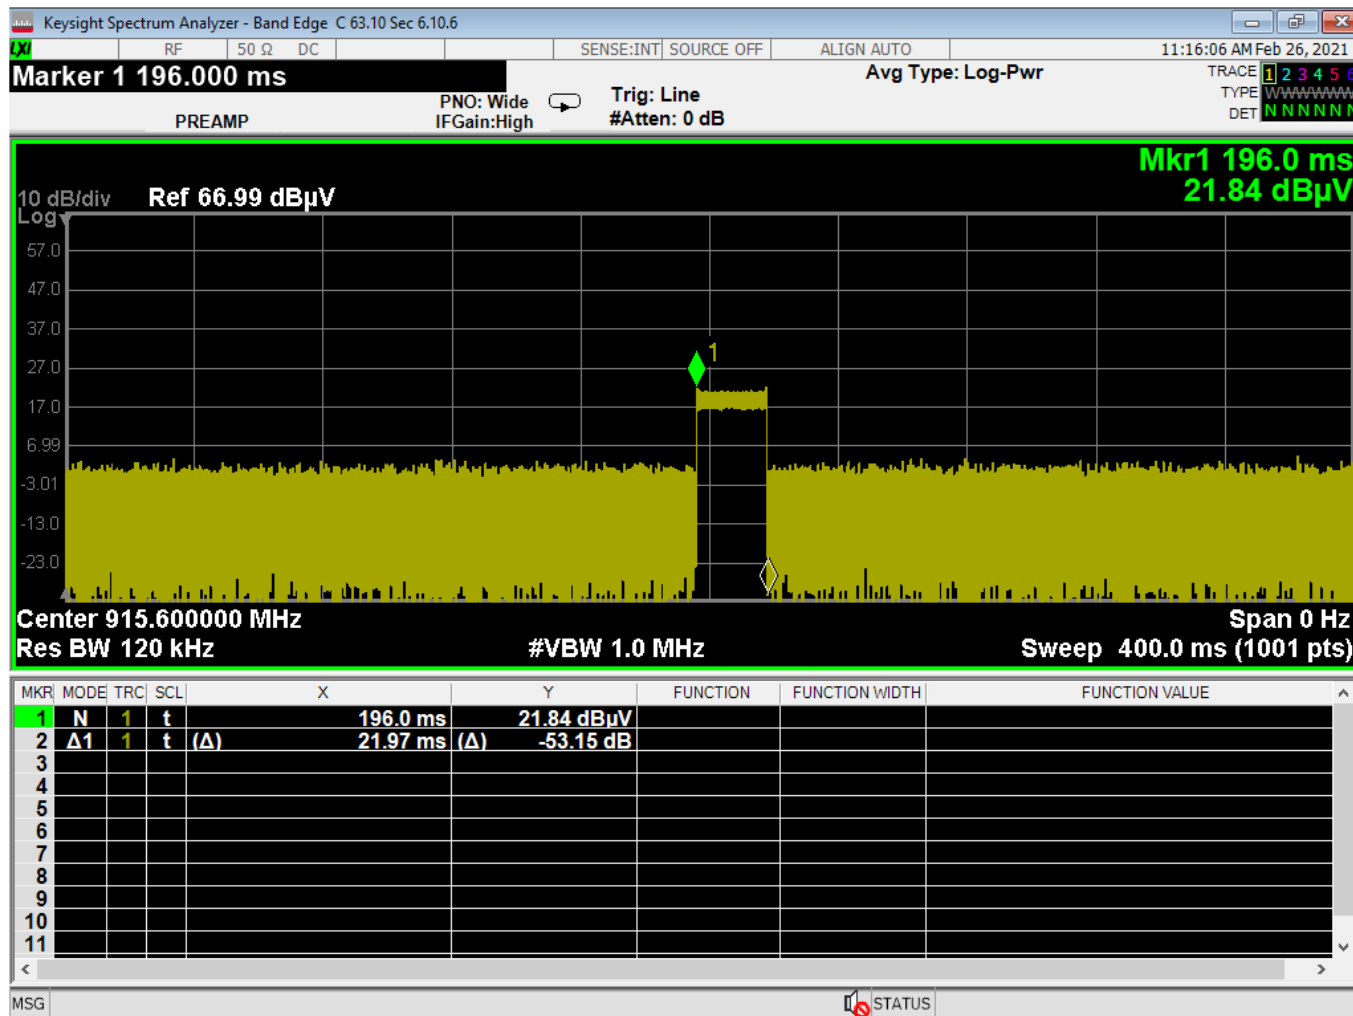 Keysight Spectrum Analyzer - Band Edge C 63.10 Sec 6.10.6
LXI RF 50 Ω DC SENSE:INT SOURCE OFF ALIGN AUTO 11:16:06 AM Feb 26, 2021
Marker 1 196.000 ms
Avg Type: Log-Pwr
TRACE 1 2 3 4 5 6
PNO: Wide
Trig: Line
TYPE WWWWWW
PREAMP
IFGain:High
#Atten: 0 dB
DET N N N N N N
Mkr1 196.0 ms
10 dB/div Ref 66.99 dBµV 21.84 dBµV
Log
57.0
47.0
37.0
1
27.0
17.0
6.99
-3.01
-13.0
-23.0
Center 915.600000 MHz Span 0 Hz
Res BW 120 kHz #VBW 1.0 MHz Sweep 400.0 ms (1001 pts)
MKR MODE TRC SCL X Y FUNCTION FUNCTION WIDTH FUNCTION VALUE
1 N 1 t 196.0 ms 21.84 dBµV
2 Δ1 1 t (Δ) 21.97 ms (Δ) -53.15 dB
3
4
5
6
7
8
9
10
11
MSG STATUS